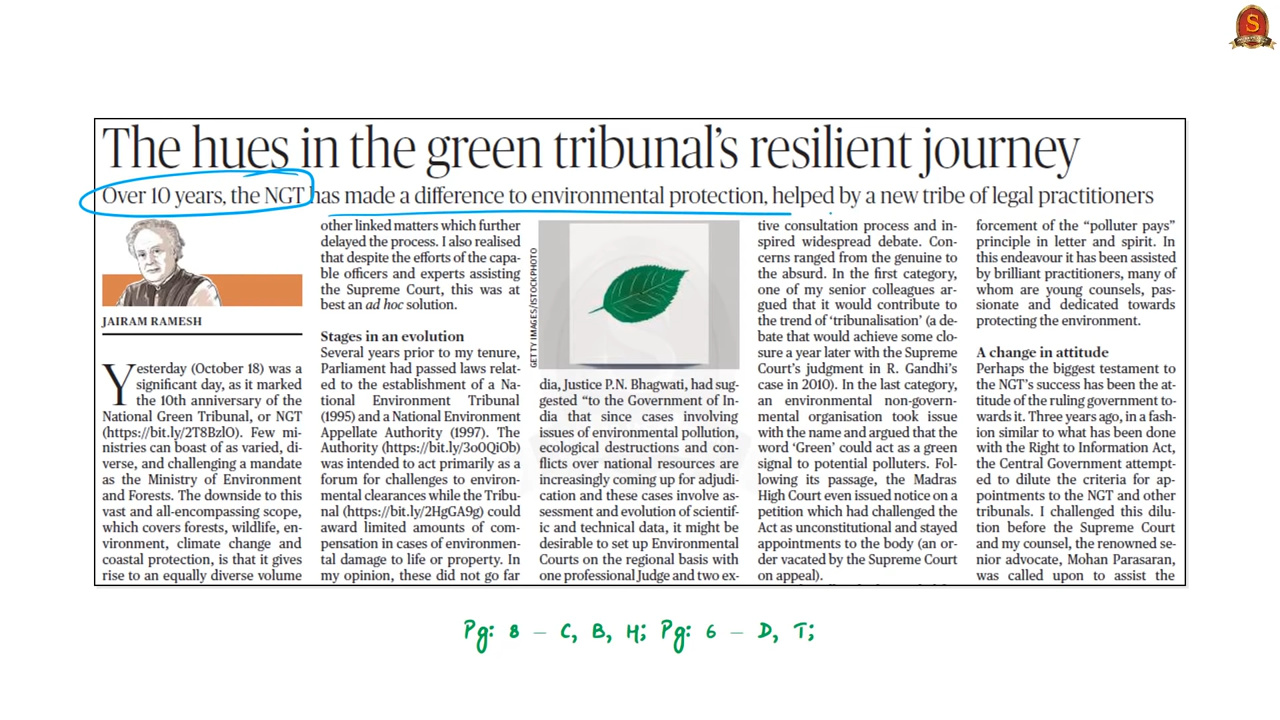 S
The hues in the green tribunal's resilient journey
Over 10 years, the NGT has made a difference to environmental protection, helped by a new tribe of legal practitioners
JAIRAM RAMESH
Yesterday (October 18) was a
significant day, as it marked
the 10th anniversary of the
National Green Tribunal, or NGT
(https://bit.ly/2T8BzlO). Few mi-
nistries can boast of as varied, di-
verse, and challenging a mandate
as the Ministry of Environment
and Forests. The downside to this
vast and all-encompassing scope,
which covers forests, wildlife, en-
vironment, climate change and
coastal protection, is that it gives
rise to an equally diverse volume
other linked matters which further
delayed the process. I also realised
that despite the efforts of the capa-
ble officers and experts assisting
the Supreme Court, this was at
best an ad hoc solution.
Stages in an evolution
Several years prior to my tenure,
Parliament had passed laws relat-
ed to the establishment of a Na-
tional Environment Tribunal
(1995) and a National Environment
Appellate Authority (1997). The
Authority (https://bit.ly/3o0QiOb)
was intended to act primarily as a
forum for challenges to environ-
mental clearances while the Tribu-
nal (https://bit.ly/2HgGA9g) could
award limited amounts of com-
pensation in cases of environmen-
tal damage to life or property. In
my opinion, these did not go far
GETTY IMAGES/ISTOCKPHOTO
dia, Justice P.N. Bhagwati, had sug-
gested "to the Government of In-
dia that since cases involving
issues of environmental pollution,
ecological destructions and con-
flicts over national resources are
increasingly coming up for adjudi-
cation and these cases involve as-
sessment and evolution of scientif-
ic and technical data, it might be
desirable to set up Environmental
Courts on the regional basis with
one professional Judge and two ex-
tive consultation process and in-
spired widespread debate. Con-
cerns ranged from the genuine to
the absurd. In the first category,
one of my senior colleagues ar-
gued that it would contribute to
the trend of 'tribunalisation' (a de-
bate that would achieve some clo-
sure a year later with the Supreme
Court's judgment in R. Gandhi's
case in 2010). In the last category,
an environmental non-govern-
mental organisation took issue
with the name and argued that the
word 'Green' could act as a green
signal to potential polluters. Fol-
lowing its passage, the Madras
High Court even issued notice on a
petition which had challenged the
Act as unconstitutional and stayed
appointments to the body (an or-
der vacated by the Supreme Court
on appeal).
forcement of the "polluter pays"
principle in letter and spirit. In
this endeavour it has been assisted
by brilliant practitioners, many of
whom are young counsels, pas-
sionate and dedicated towards
protecting the environment.
A change in attitude
Perhaps the biggest testament to
the NGT's success has been the at-
titude of the ruling government to-
wards it. Three years ago, in a fash-
ion similar to what has been done
with the Right to Information Act,
the Central Government attempt-
ed to dilute the criteria for ap-
pointments to the NGT and other
tribunals. I challenged this dilu-
tion before the Supreme Court
and my counsel, the renowned se-
nior advocate, Mohan Parasaran,
was called upon to assist the
Pg: 8 – C, B, H; Pg: 6 – D, T;